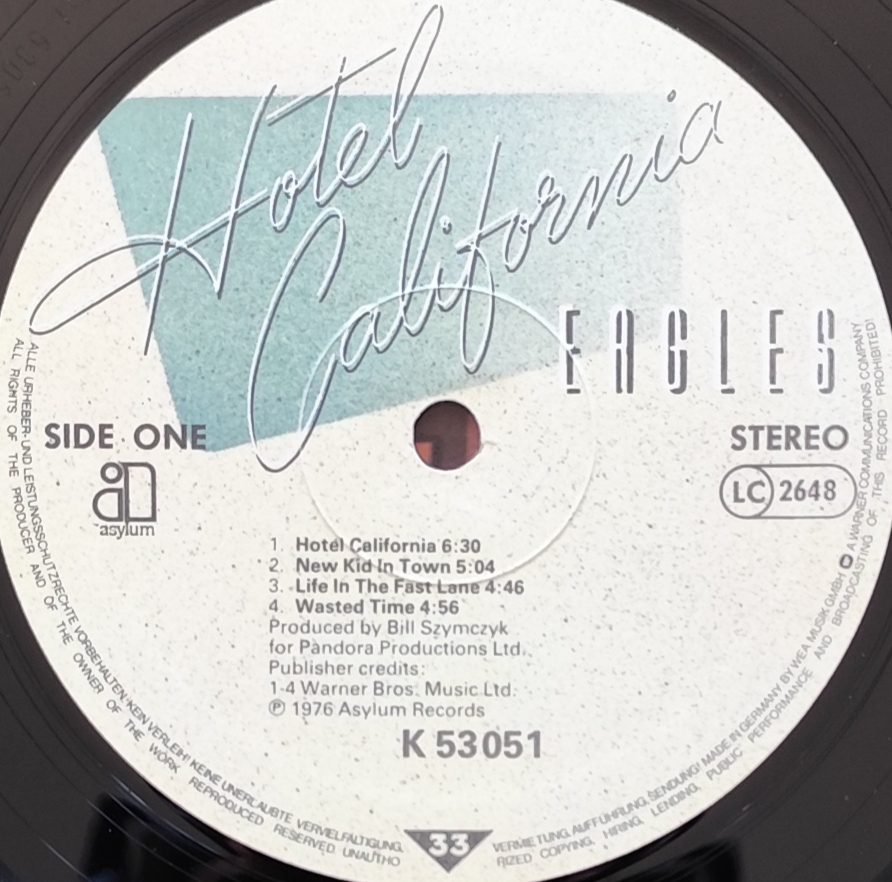 Hotel
California
EAGLES
SIDE ONE
STEREO
asylum
LC 2648
1. Hotel California 6:30
2. New Kid In Town 5:04
3. Life In The Fast Lane 4:46
4. Wasted Time 4:56
Produced by Bill Szymczyk
for Pandora Productions Ltd.
Publisher credits:
1-4 Warner Bros. Music Ltd.
℗ 1976 Asylum Records
K 53051
33
ALLE URHEBER- UND LEISTUNGSSCHUTZRECHTE VORBEHALTEN! KEIN VERLEIH! KEINE UNERLAUBTE VERVIELFÄLTIGUNG, VERMIETUNG, AUFFÜHRUNG, SENDUNG! MADE IN GERMANY BY WEA MUSIK GMBH A WARNER COMMUNICATIONS COMPANY
ALL RIGHTS OF THE PRODUCER AND OF THE OWNER OF THE WORK REPRODUCED RESERVED. UNAUTHORIZED COPYING, HIRING, LENDING, PUBLIC PERFORMANCE AND BROADCASTING OF THIS RECORD PROHIBITED!